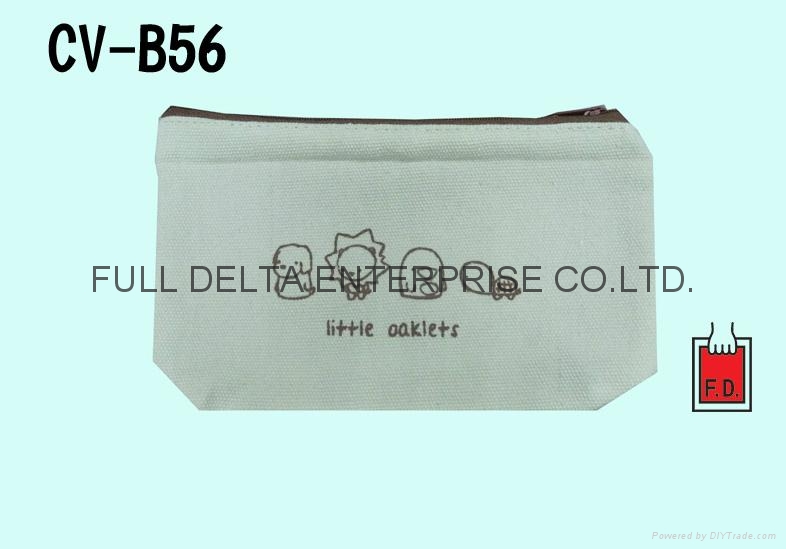 CV-B56
FULL DELTA ENTERPRISE CO.LTD.
little oaklets
F.D.
Powered by DIYTrade.com